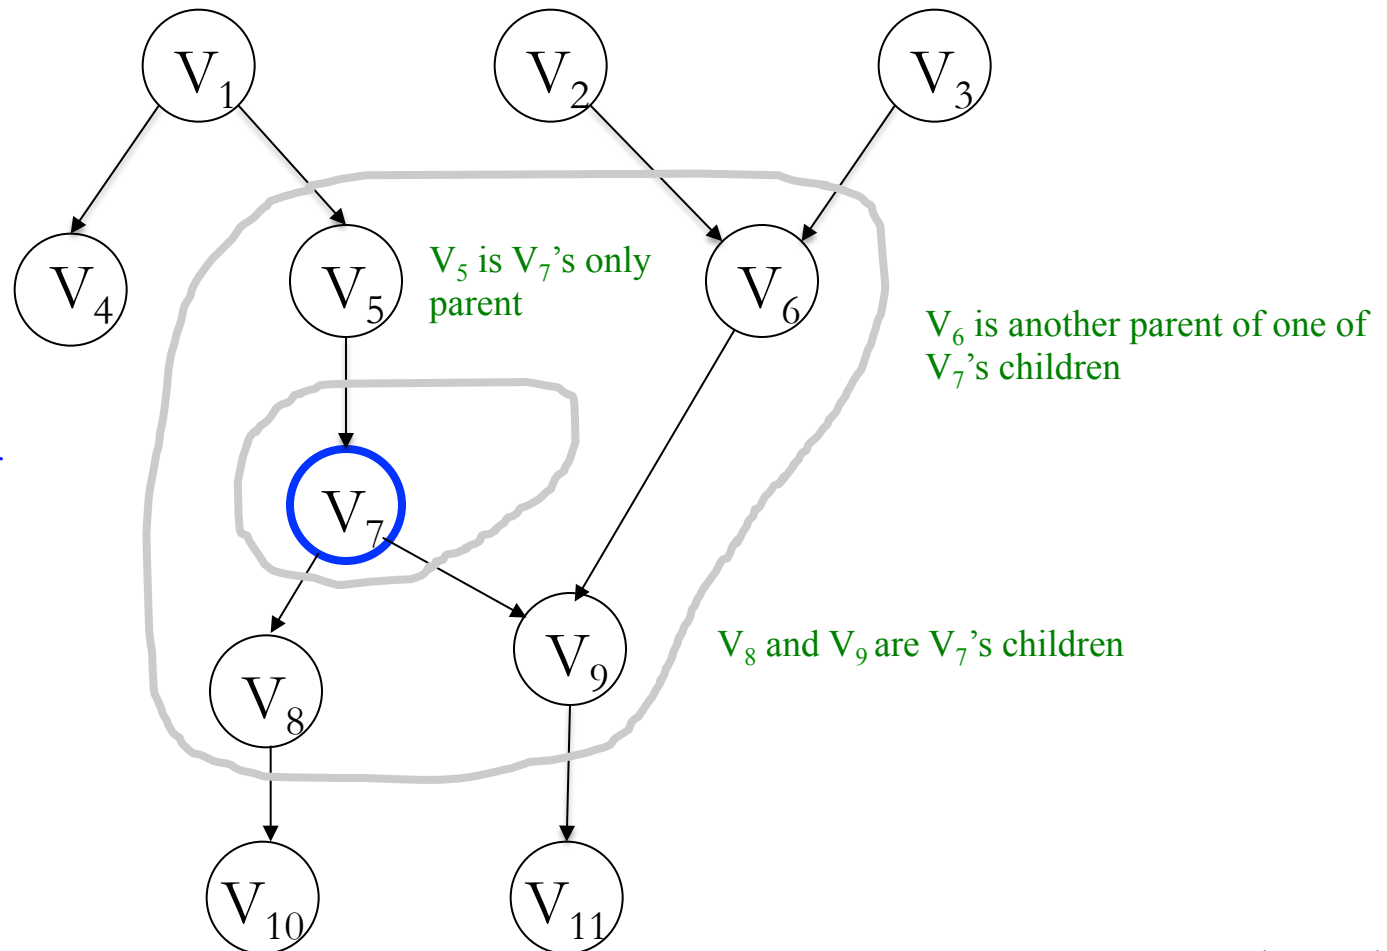 V₁
V₂
V₃
V₄
V₅
V₅ is V₇’s only
parent
V₆
V₆ is another parent of one of
V₇’s children
V₇
V₈
V₉
V₈ and V₉ are V₇’s children
V₁₀
V₁₁